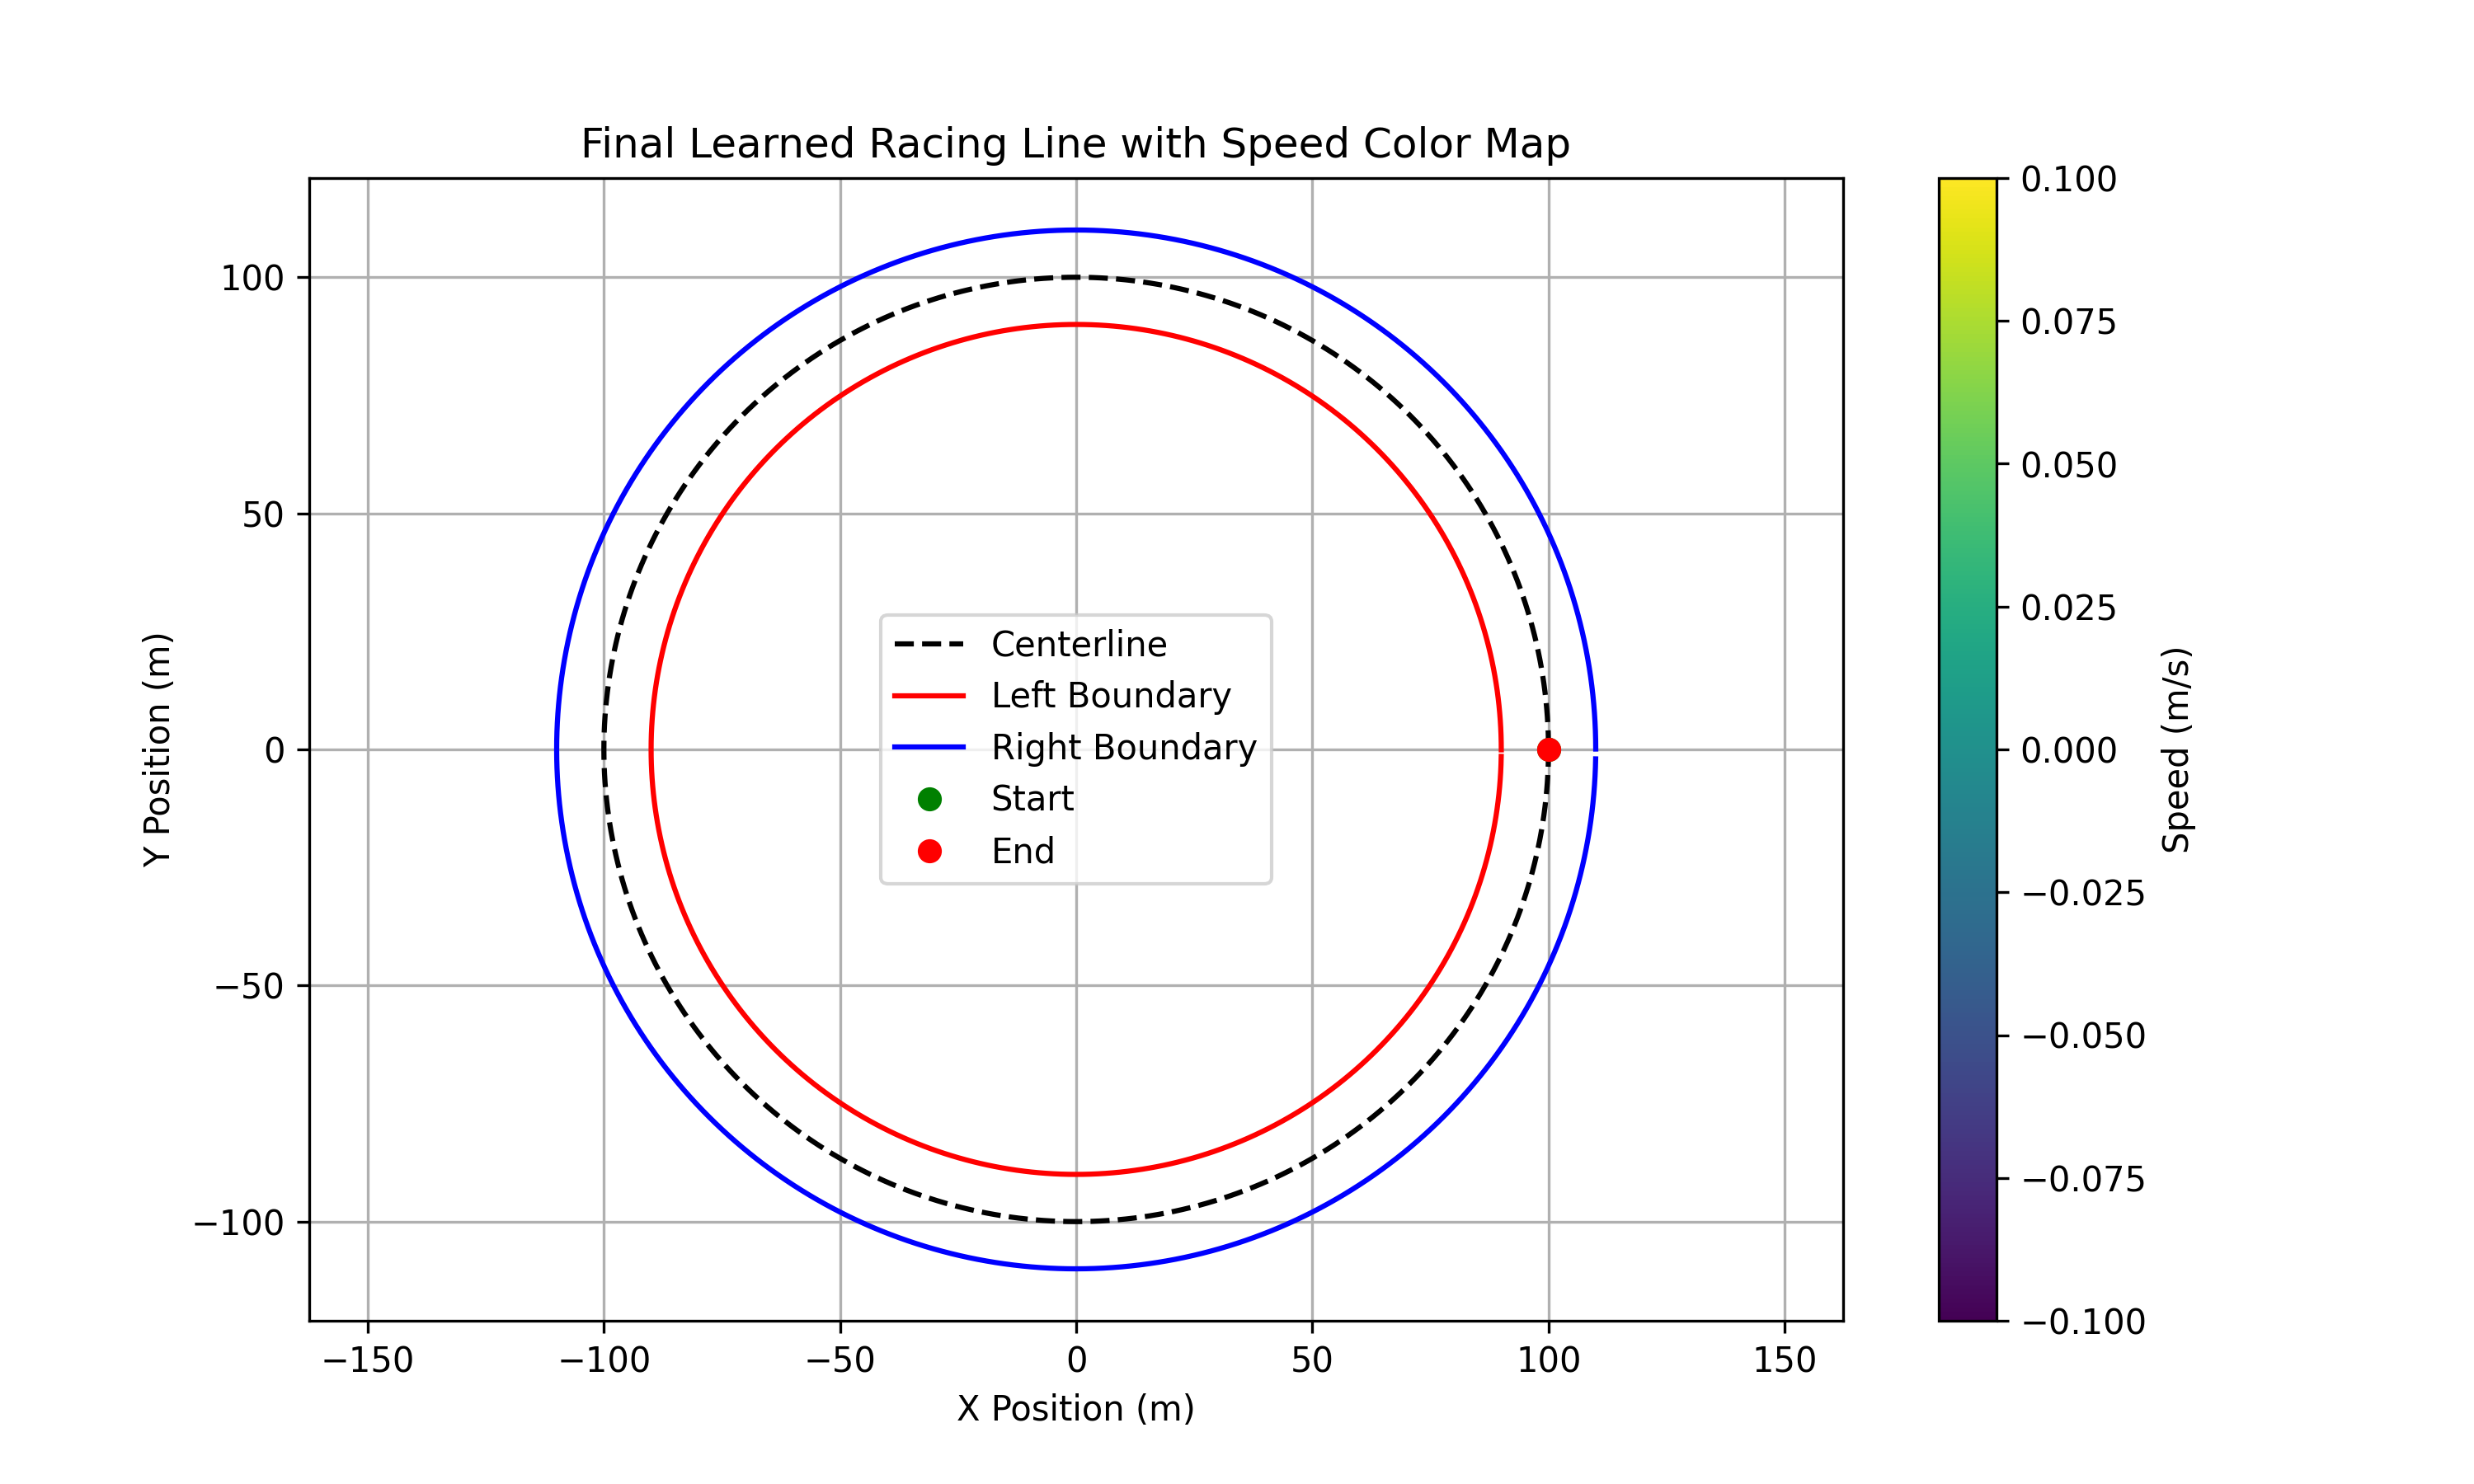 Final Learned Racing Line with Speed Color Map
Y Position (m)
100
50
0
−50
−100
Centerline
Left Boundary
Right Boundary
Start
End
−150
−100
−50
0
50
100
150
X Position (m)
0.100
0.075
0.050
0.025
0.000
−0.025
−0.050
−0.075
−0.100
Speed (m/s)